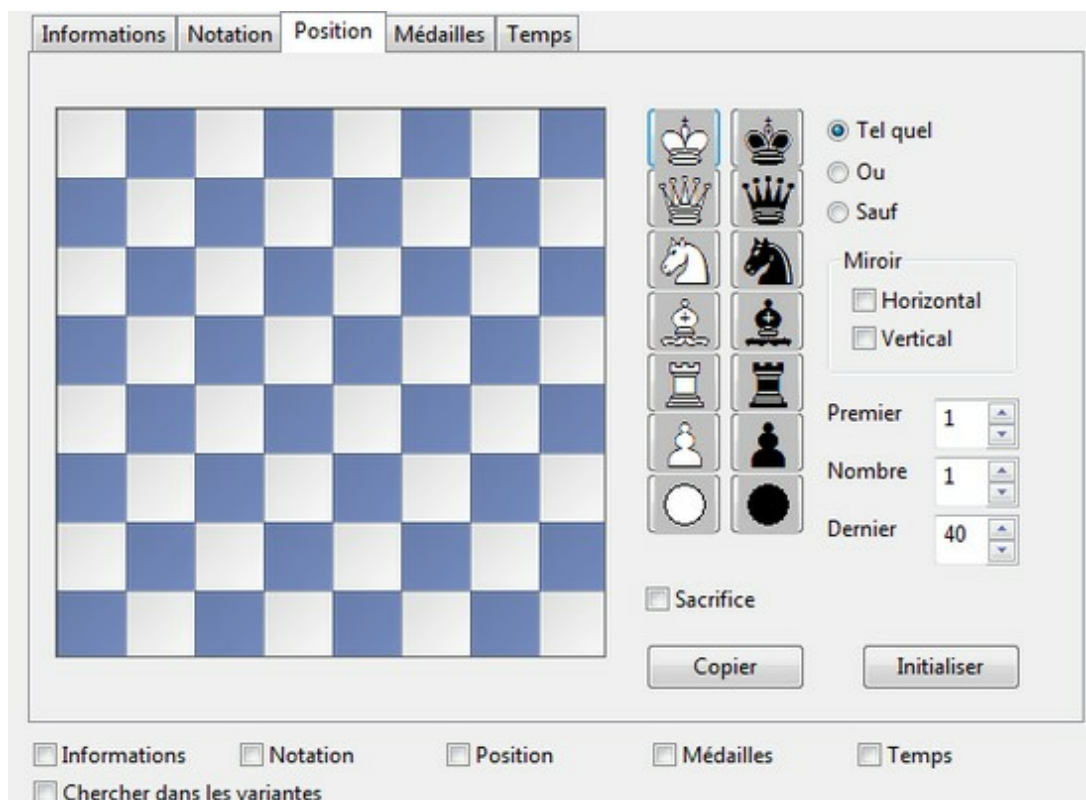 Informations Notation Position Médailles Temps
Tel quel
Ou
Sauf
Miroir
Horizontal
Vertical
Premier 1
Nombre 1
Dernier 40
Sacrifice
Copier Initialiser
Informations Notation Position Médailles Temps
Chercher dans les variantes